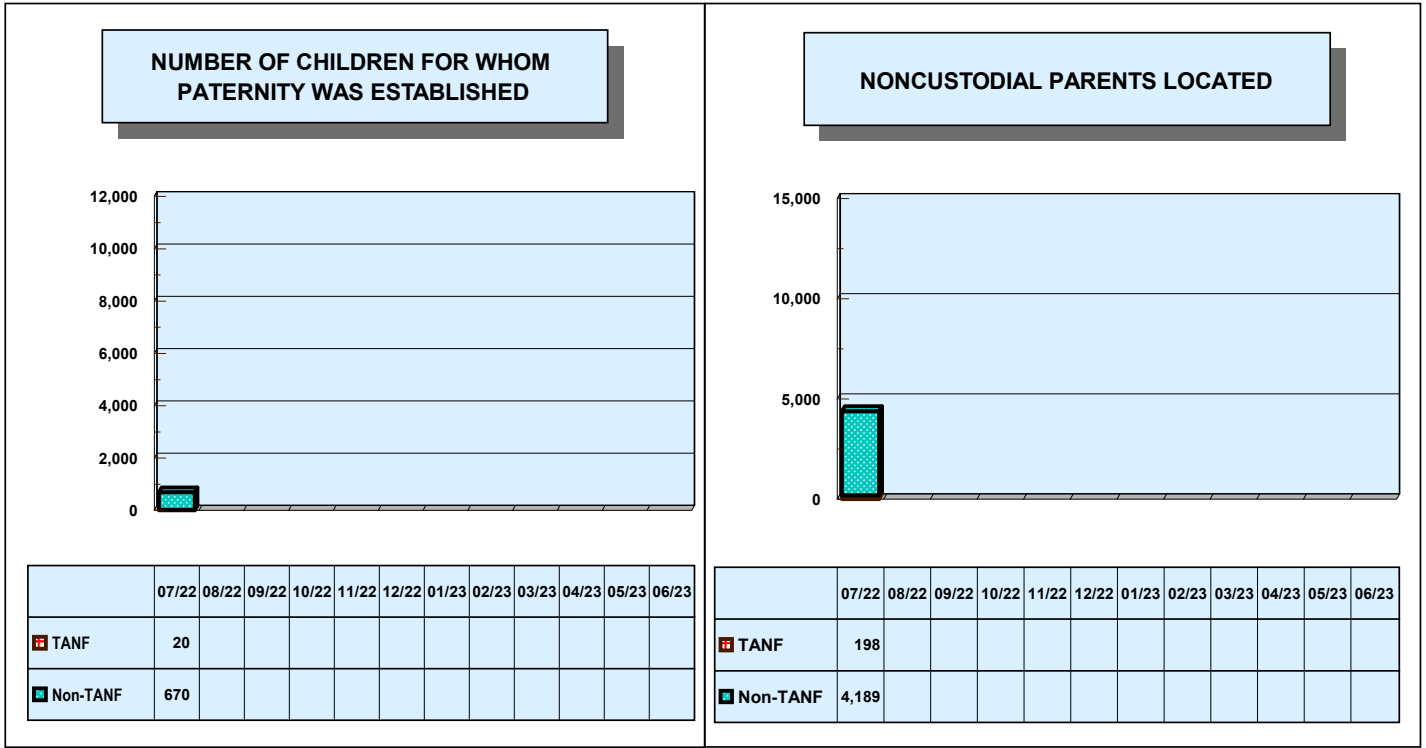 NUMBER OF CHILDREN FOR WHOM
PATERNITY WAS ESTABLISHED
12,000
10,000
8,000
6,000
4,000
2,000
0
07/22 08/22 09/22 10/22 11/22 12/22 01/23 02/23 03/23 04/23 05/23 06/23
TANF 20
Non-TANF 670
NONCUSTODIAL PARENTS LOCATED
15,000
10,000
5,000
0
07/22 08/22 09/22 10/22 11/22 12/22 01/23 02/23 03/23 04/23 05/23 06/23
TANF 198
Non-TANF 4,189